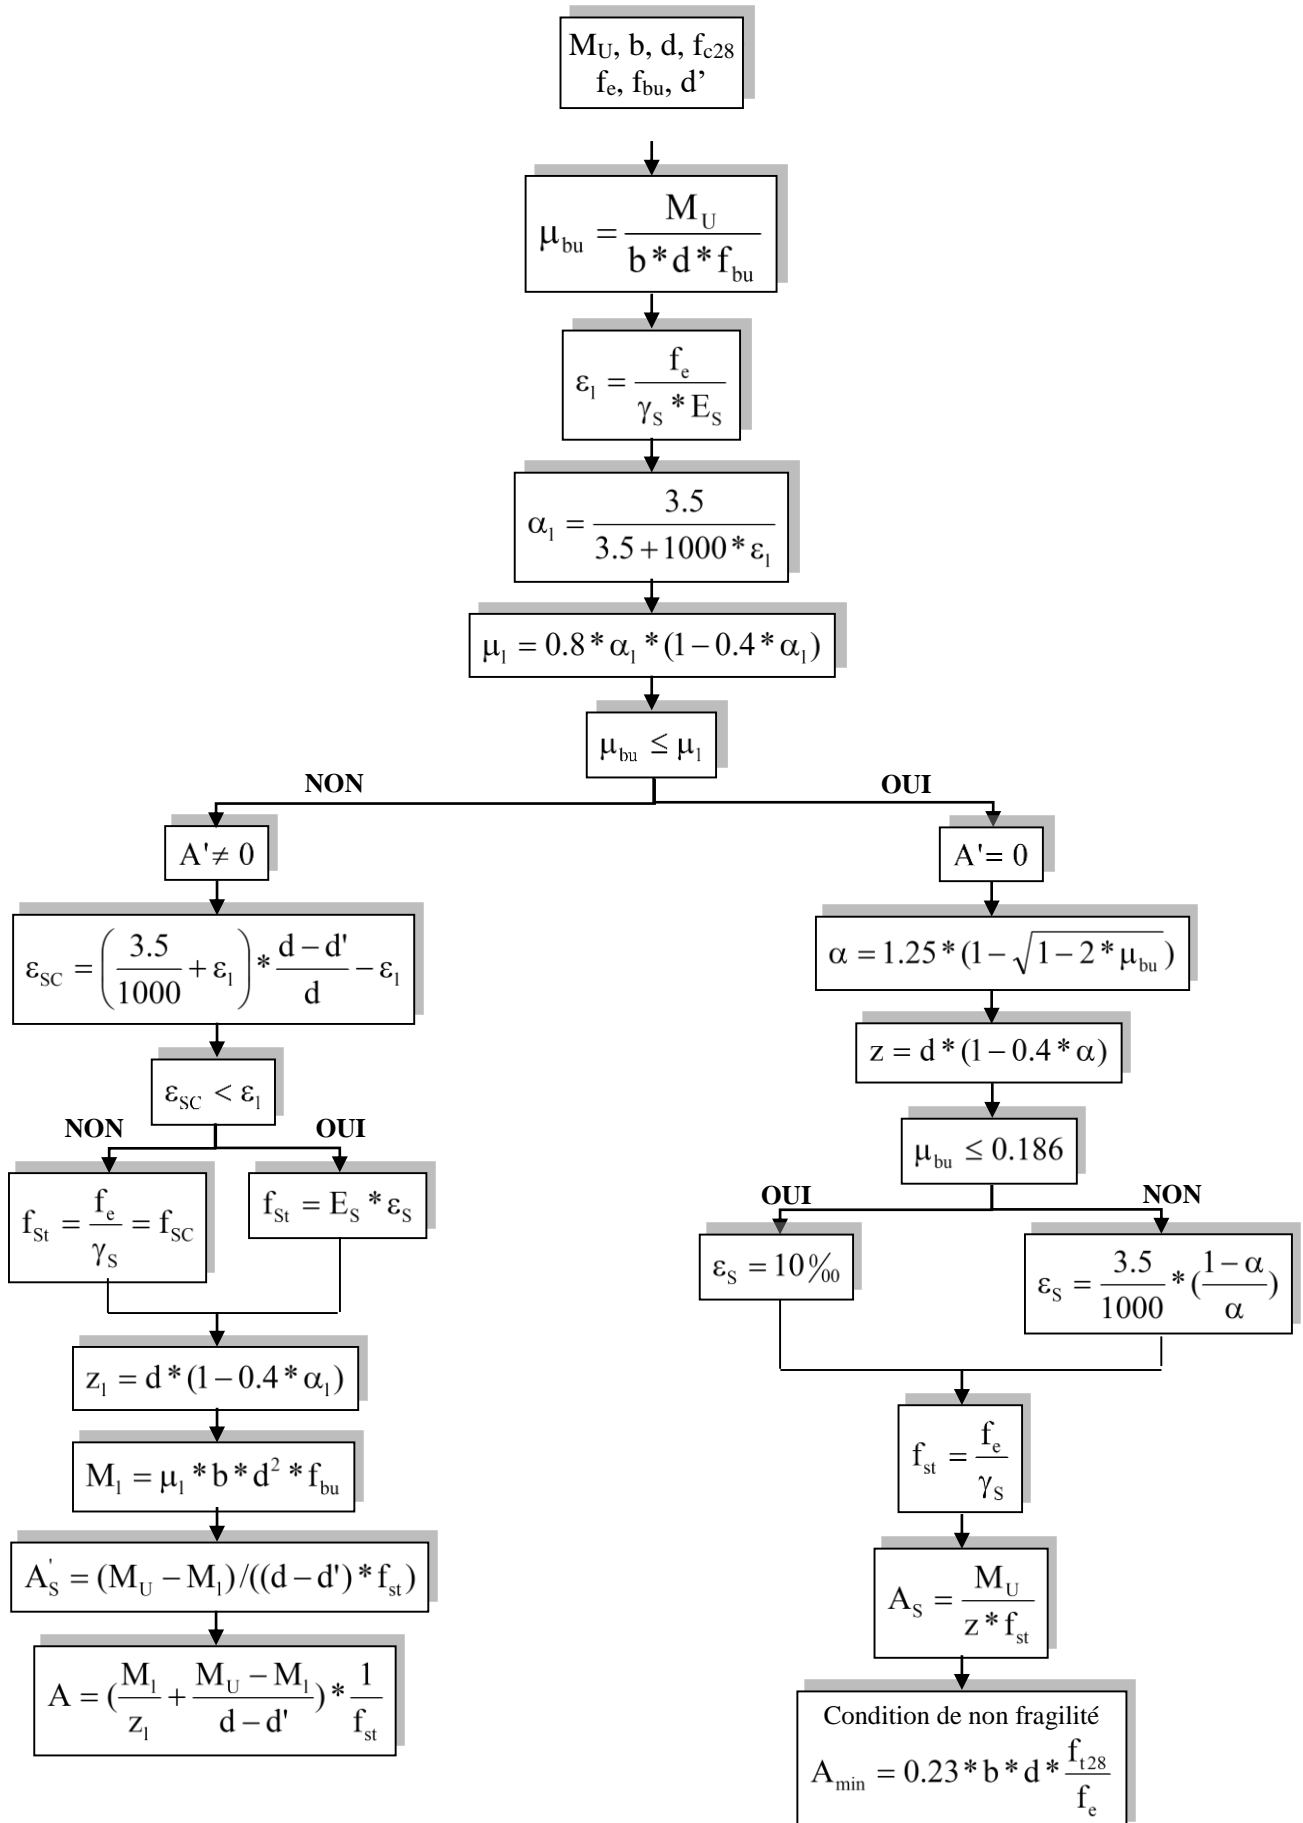 M_U, b, d, f_c28
f_e, f_bu, d'
μ_bu = M_U / (b * d * f_bu)
ε_l = f_e / (γ_S * E_S)
α_l = 3.5 / (3.5 + 1000 * ε_l)
μ_l = 0.8 * α_l * (1 − 0.4 * α_l)
μ_bu ≤ μ_l
NON
OUI
A' ≠ 0
ε_SC = (3.5 / 1000 + ε_l) * (d − d') / d − ε_l
ε_SC < ε_l
NON
OUI
f_St = f_e / γ_S = f_SC
f_St = E_S * ε_S
z_l = d * (1 − 0.4 * α_l)
M_l = μ_l * b * d² * f_bu
A'_S = (M_U − M_l) / ((d − d') * f_st)
A = (M_l / z_l + (M_U − M_l) / (d − d')) * 1 / f_st
A' = 0
α = 1.25 * (1 − √(1 − 2 * μ_bu))
z = d * (1 − 0.4 * α)
μ_bu ≤ 0.186
OUI
NON
ε_S = 10‰
ε_S = 3.5 / 1000 * ((1 − α) / α)
f_st = f_e / γ_S
A_S = M_U / (z * f_st)
Condition de non fragilité
A_min = 0.23 * b * d * f_t28 / f_e